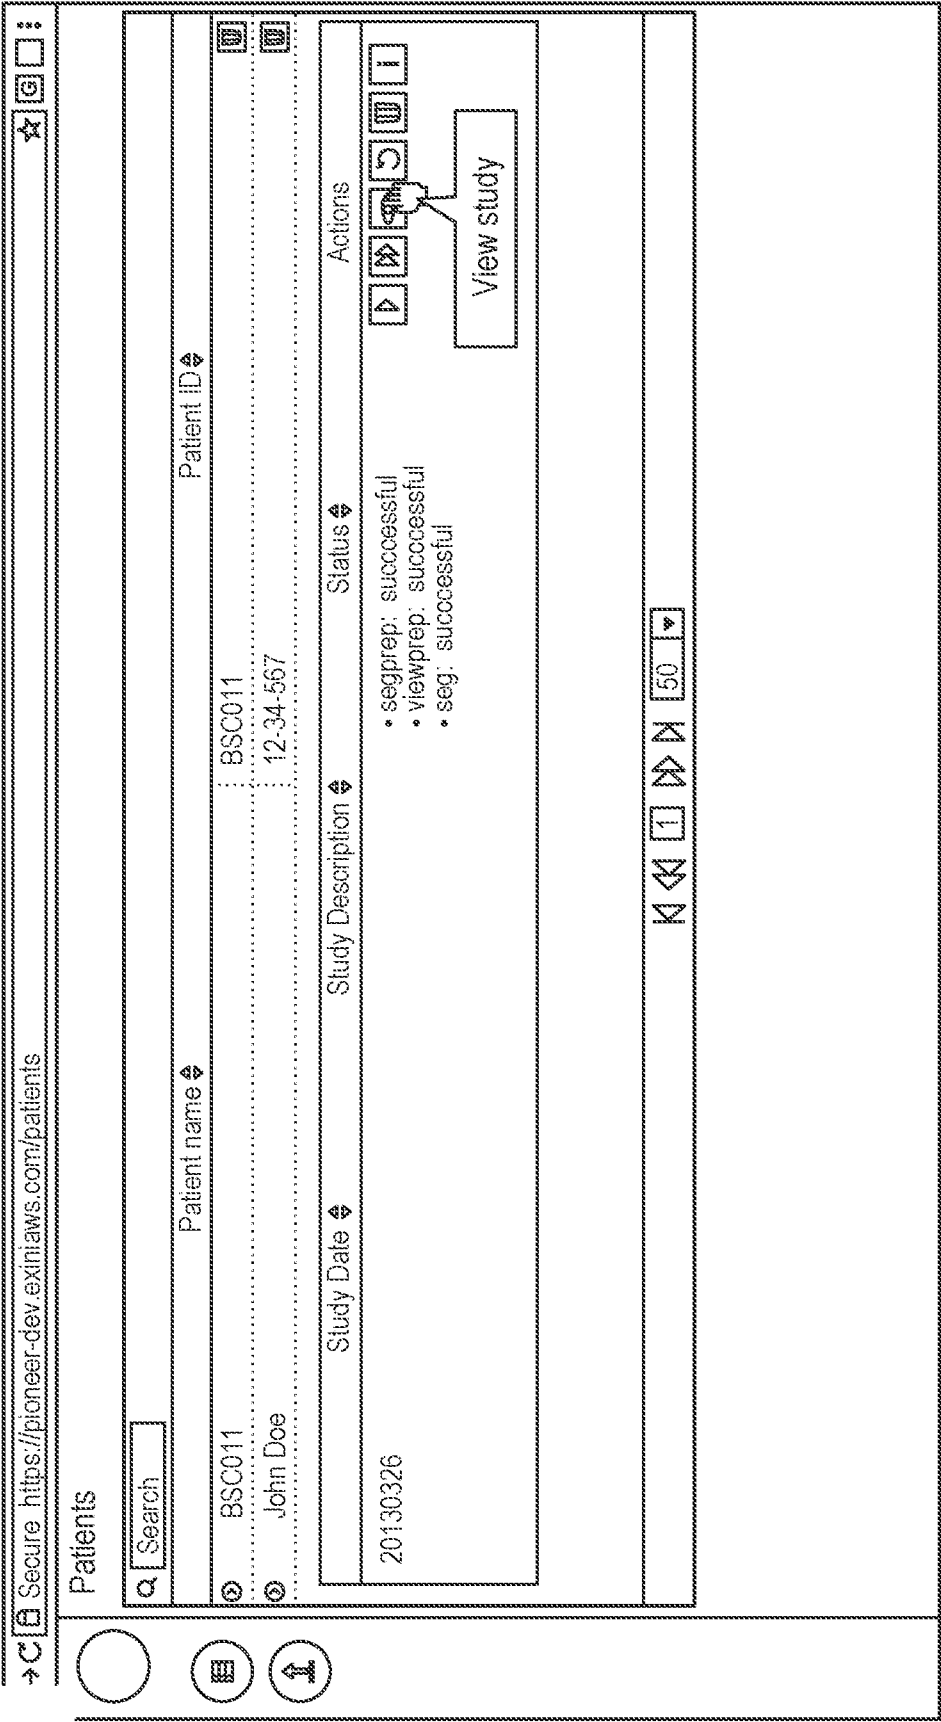 Secure https://pioneer-dev.exiniaws.com/patients
G
Patients
Search
Patient name Patient ID
BSC011 BSC011
John Doe 12-34-567
Study Date Study Description Status Actions
20130326
• segprep: successful
• viewprep: successful
• seg: successful
View study
1 50